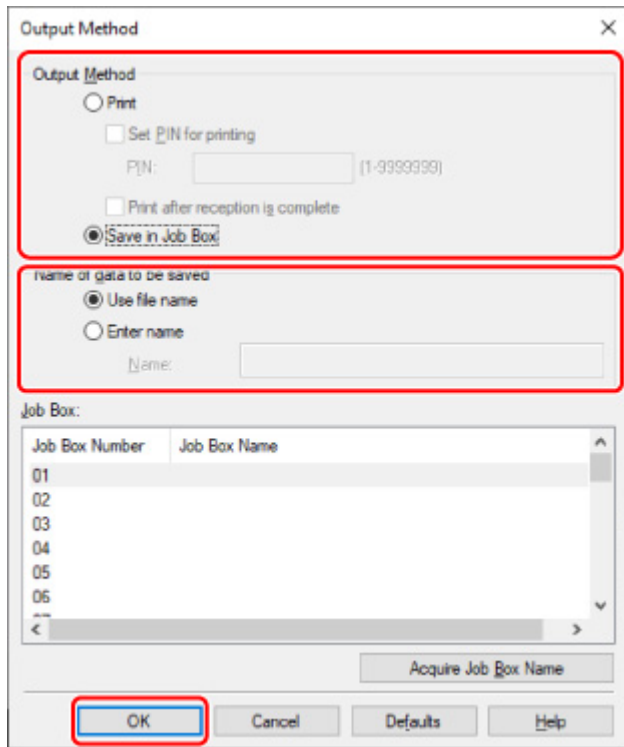 Output Method
Output Method
Print
Set PIN for printing
PIN: (1-9999999)
Print after reception is complete
Save in Job Box
Name of data to be saved
Use file name
Enter name
Name:
Job Box:
Job Box Number Job Box Name
01
02
03
04
05
06
Acquire Job Box Name
OK Cancel Defaults Help